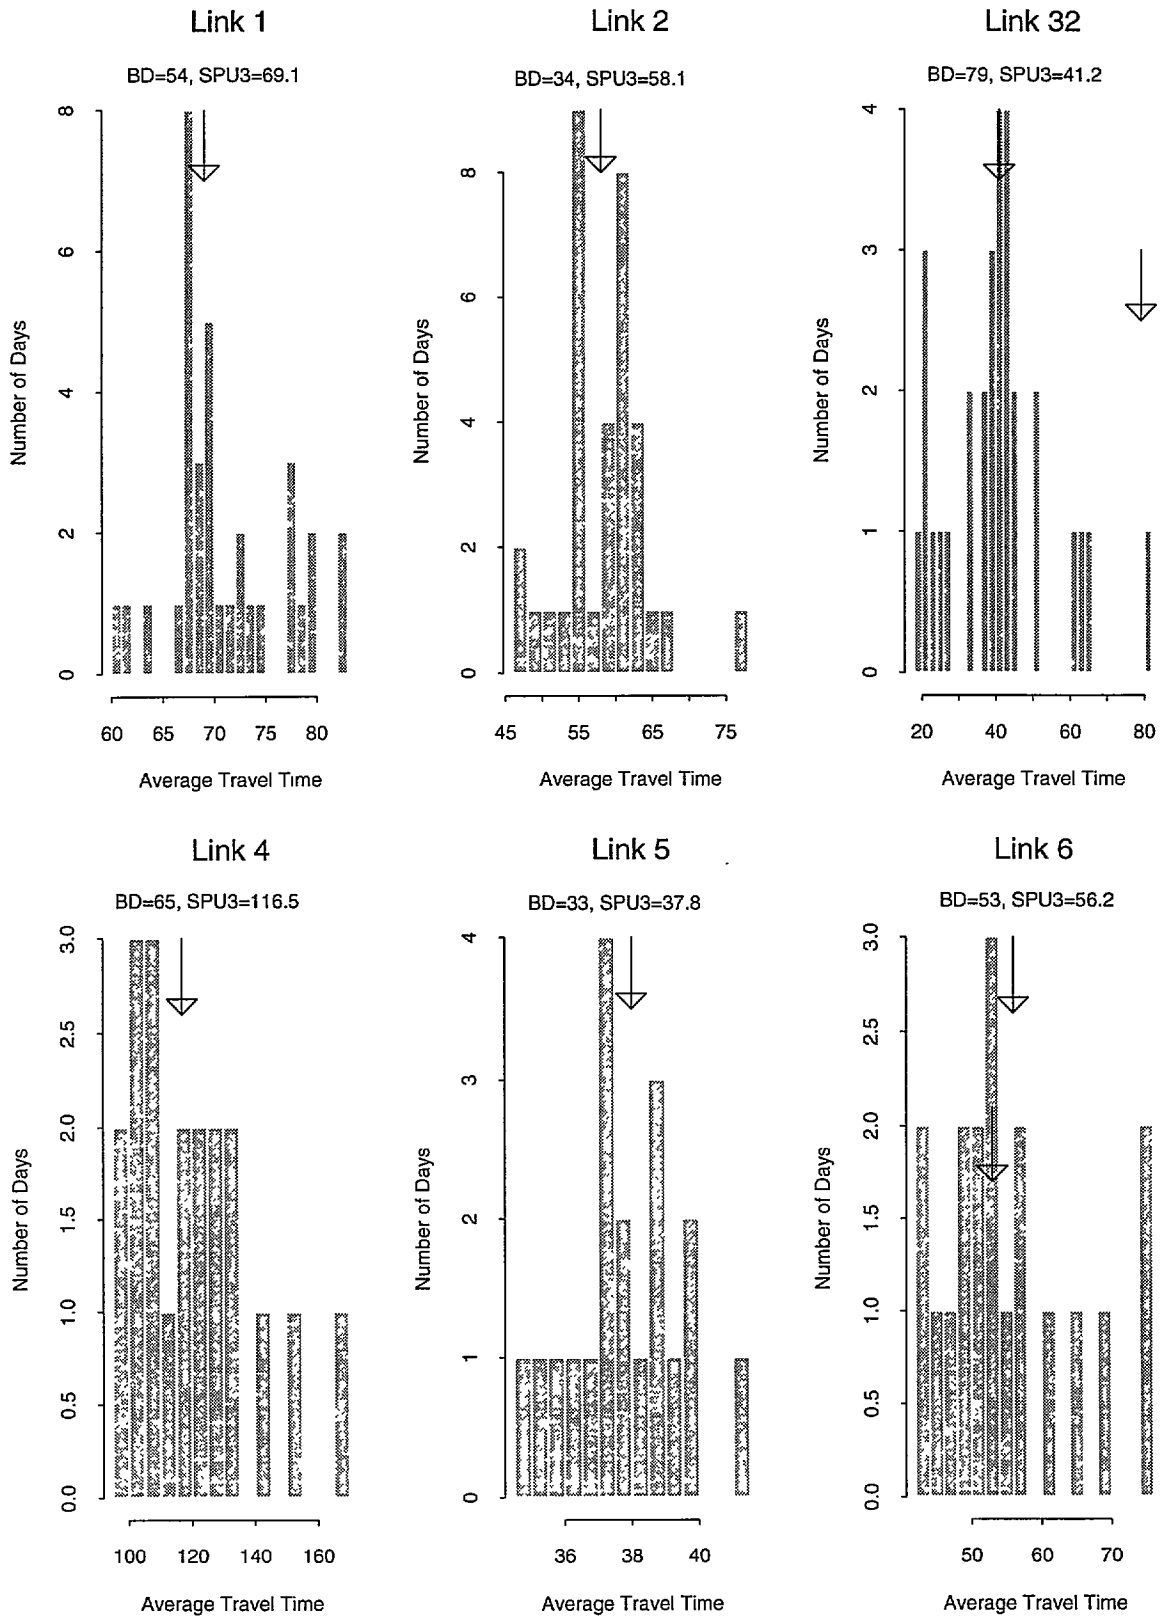 Link 1
BD=54, SPU3=69.1
Number of Days
0 2 4 6 8
60 65 70 75 80
Average Travel Time
Link 2
BD=34, SPU3=58.1
Number of Days
0 2 4 6 8
45 55 65 75
Average Travel Time
Link 32
BD=79, SPU3=41.2
Number of Days
0 1 2 3 4
20 40 60 80
Average Travel Time
Link 4
BD=65, SPU3=116.5
Number of Days
0.0 0.5 1.0 1.5 2.0 2.5 3.0
100 120 140 160
Average Travel Time
Link 5
BD=33, SPU3=37.8
Number of Days
0 1 2 3 4
36 38 40
Average Travel Time
Link 6
BD=53, SPU3=56.2
Number of Days
0.0 0.5 1.0 1.5 2.0 2.5 3.0
50 60 70
Average Travel Time